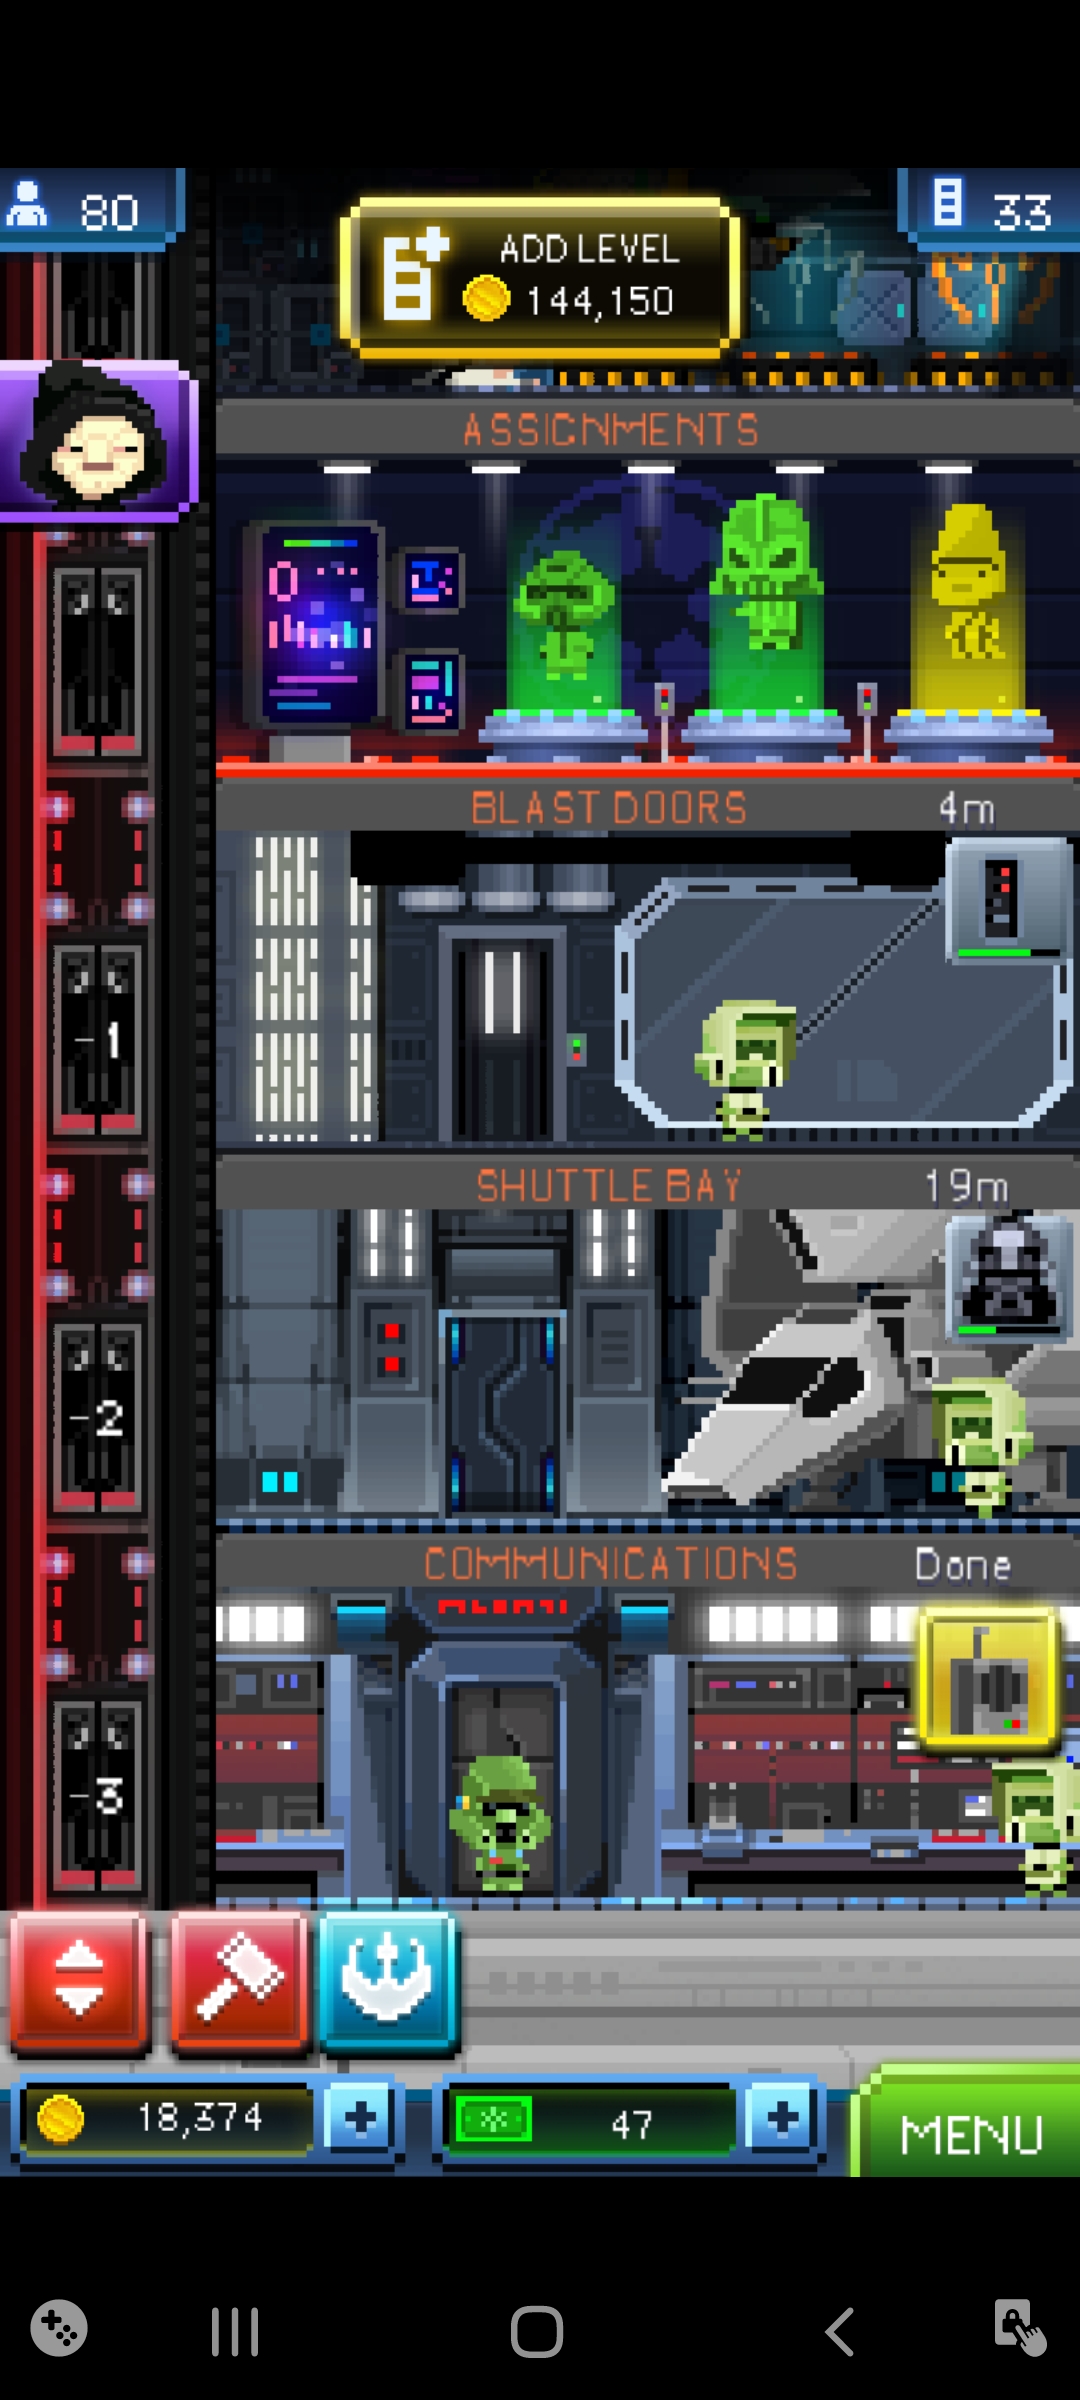 80
ADD LEVEL
144,150
33
ASSIGNMENTS
BLAST DOORS 4m
-1
SHUTTLE BAY 19m
-2
COMMUNICATIONS Done
-3
18,374
47
MENU